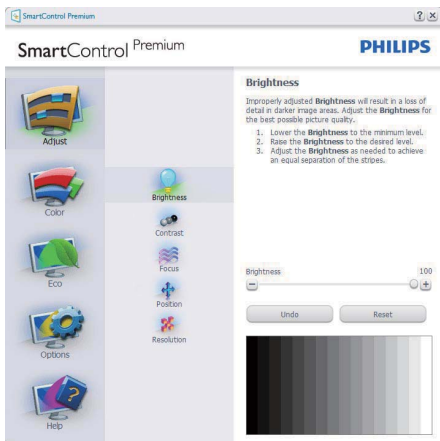 SmartControl Premium
SmartControl Premium
PHILIPS
Adjust
Color
Eco
Options
Help
Brightness
Contrast
Focus
Position
Resolution
Brightness
Improperly adjusted Brightness will result in a loss of
detail in darker image areas. Adjust the Brightness for
the best possible picture quality.
1. Lower the Brightness to the minimum level.
2. Rase the Brightness to the desired level.
3. Adjust the Brightness as needed to achieve
an equal separation of the stripes.
Brightness 100
Undo Reset